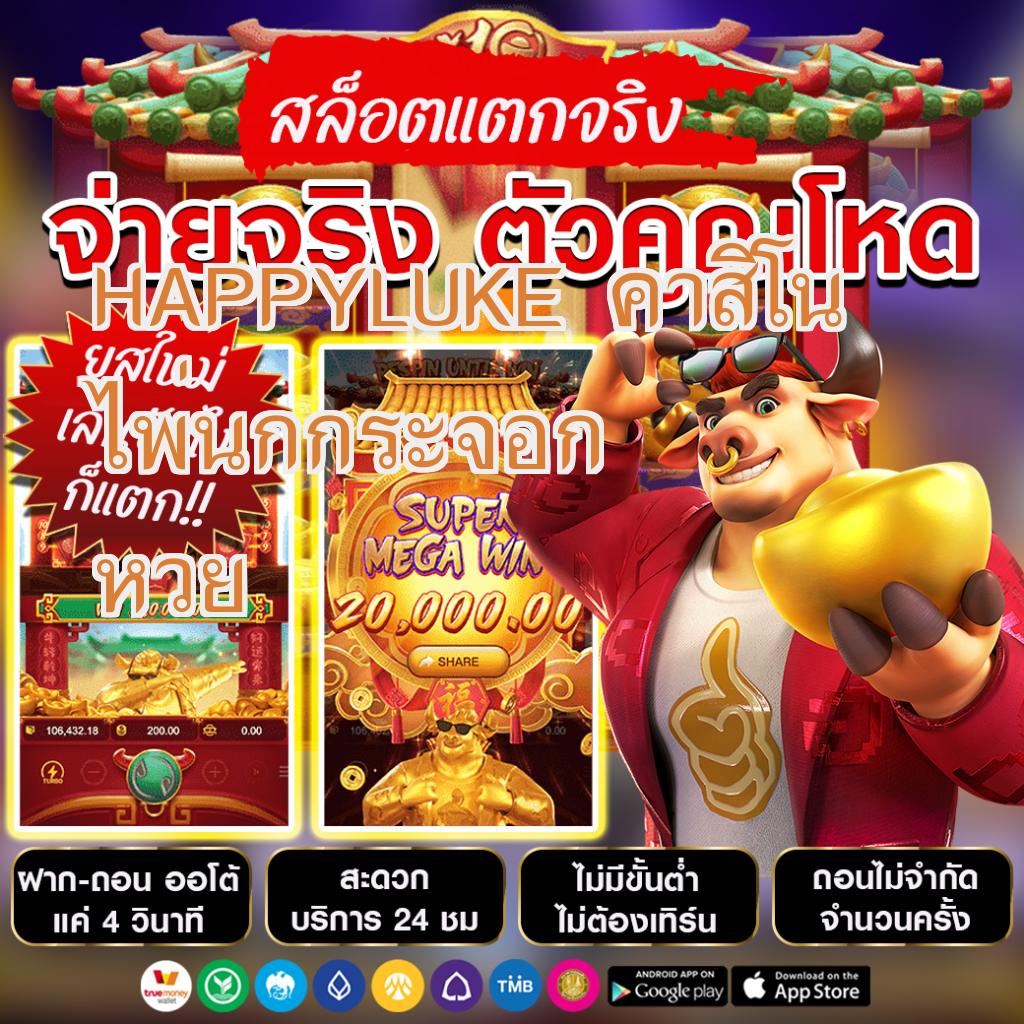 สล็อตแตกจริง
จ่ายจริง ตัวคูณโหด
HAPPYLUKE คาสิโน
ยูสใหม่
ไพ่นกกระจอก
ก็แตก!!
หวย
SUPER
MEGA WIN
20,000.00
SHARE
106,432.18 200.00 0.00
TURBO
福
ฝาก-ถอน ออโต้
แค่ 4 วินาที
สะดวก
บริการ 24 ชม
ไม่มีขั้นต่ำ
ไม่ต้องเทิร์น
ถอนไม่จำกัด
จำนวนครั้ง
truemoney
wallet
TMB
ANDROID APP ON
Google play
Download on the
App Store